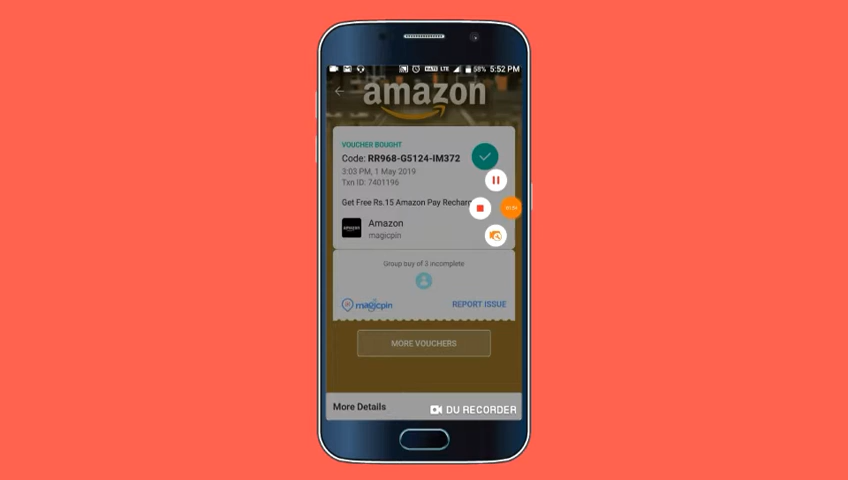 58% 5:52 PM
amazon
VOUCHER BOUGHT
Code: RR968-G5124-IM372
3:03 PM, 1 May 2019
Txn ID: 7401196
Get Free Rs.15 Amazon Pay Recharg
Amazon
magicpin
Group buy of 3 incomplete
magicpin
REPORT ISSUE
MORE VOUCHERS
More Details
DU RECORDER